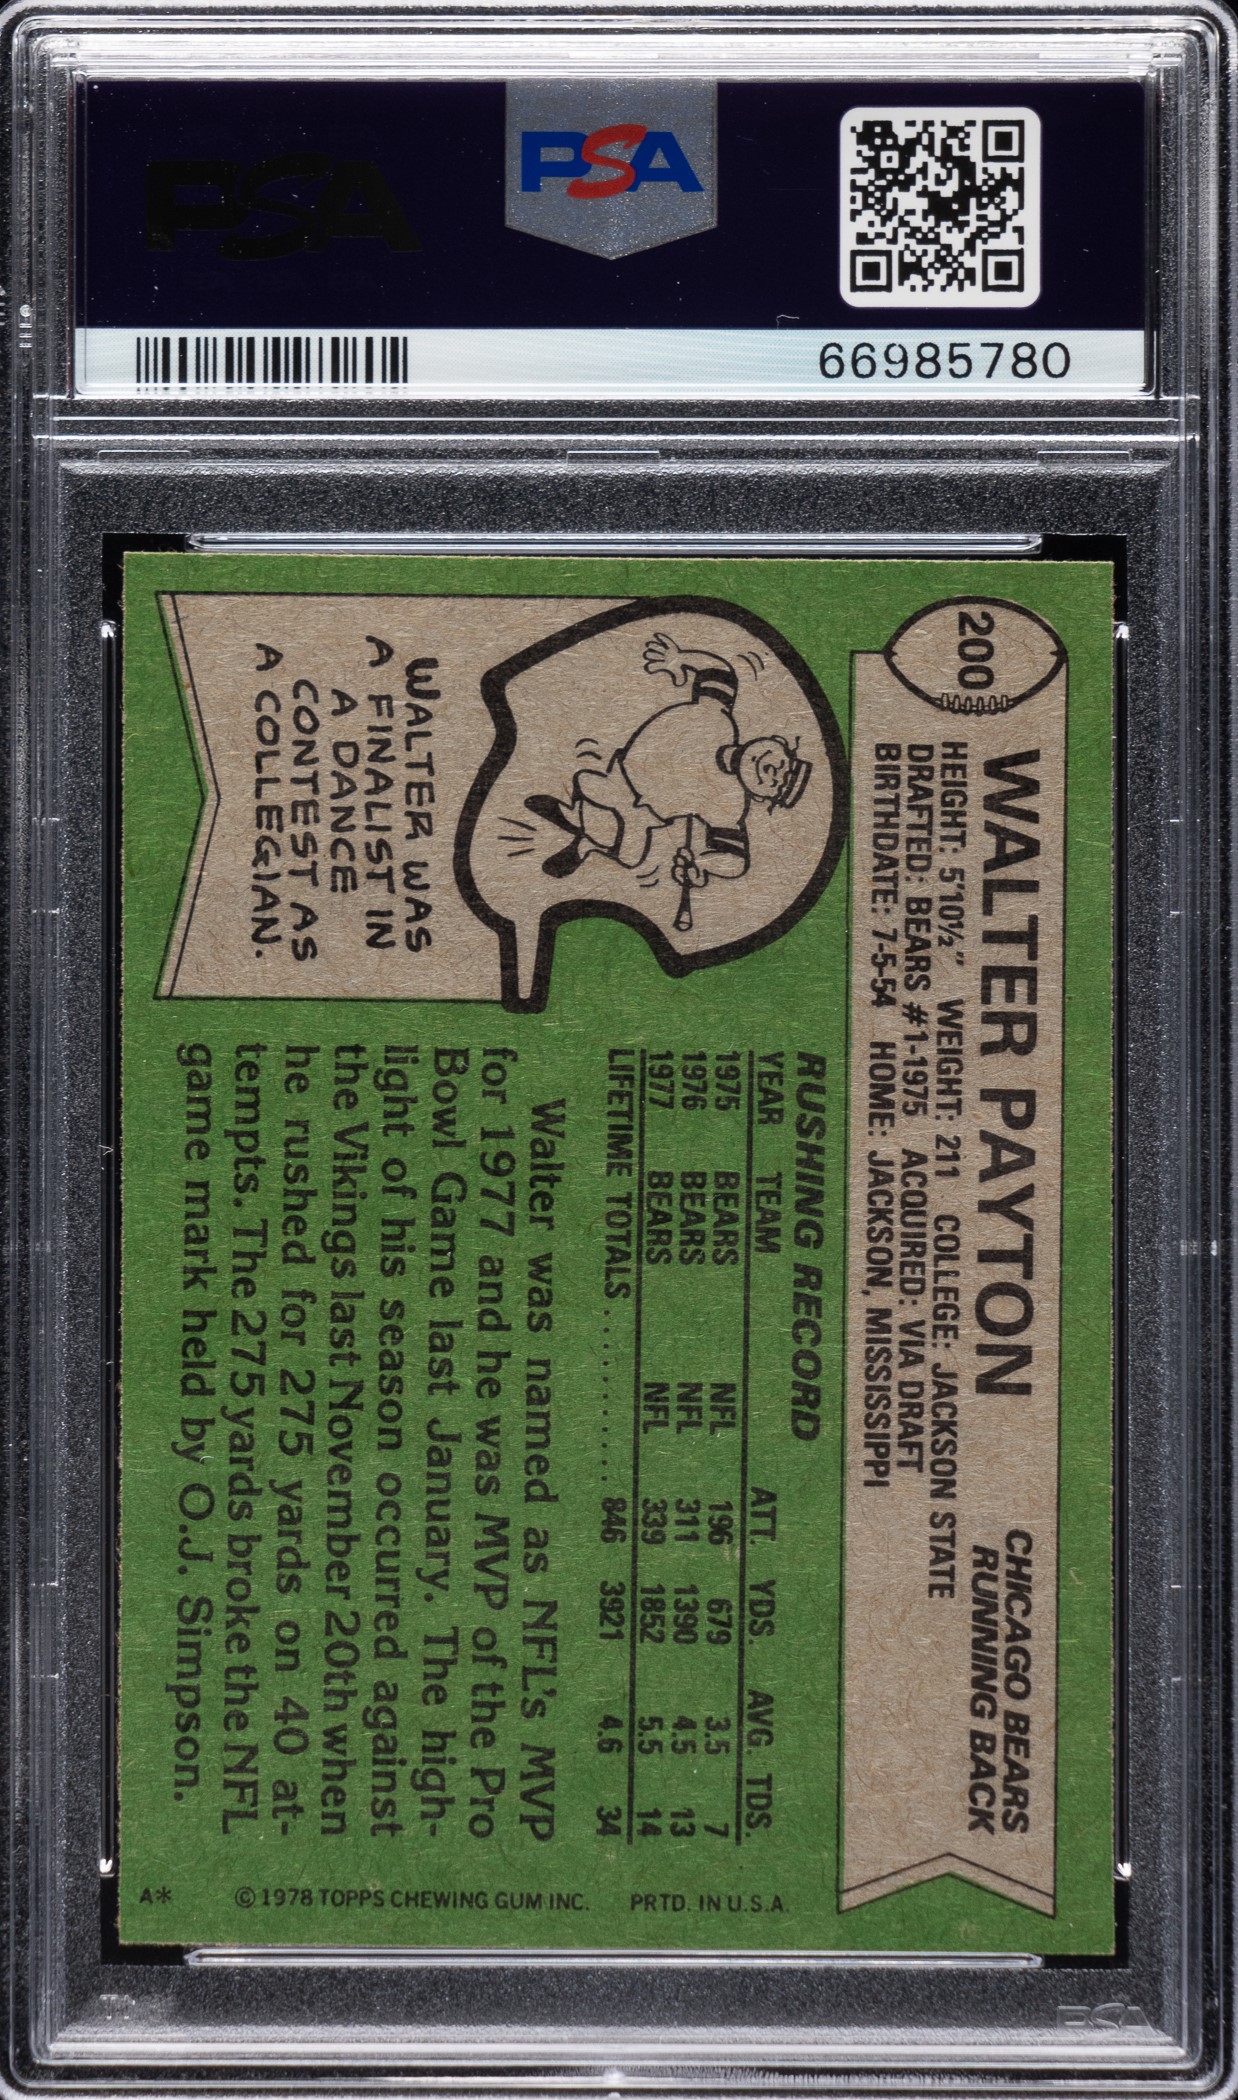 PSA
PSA
66985780
200
WALTER PAYTON
CHICAGO BEARS
RUNNING BACK
HEIGHT: 5'10½" WEIGHT: 211 COLLEGE: JACKSON STATE
DRAFTED: BEARS #1-1975 ACQUIRED: VIA DRAFT
BIRTHDATE: 7-5-54 HOME: JACKSON, MISSISSIPPI
WALTER WAS
A FINALIST IN
A DANCE
CONTEST AS
A COLLEGIAN.
RUSHING RECORD
YEAR TEAM ATT. YDS. AVG. TDS.
1975 BEARS NFL 196 679 3.5 7
1976 BEARS NFL 311 1390 4.5 13
1977 BEARS NFL 339 1852 5.5 14
LIFETIME TOTALS ........... 846 3921 4.6 34
Walter was named as NFL's MVP
for 1977 and he was MVP of the Pro
Bowl Game last January. The high-
light of his season occurred against
the Vikings last November 20th when
he rushed for 275 yards on 40 at-
tempts. The 275 yards broke the NFL
game mark held by O.J. Simpson.
A* © 1978 TOPPS CHEWING GUM INC. PRTD. IN U.S.A.
PSA